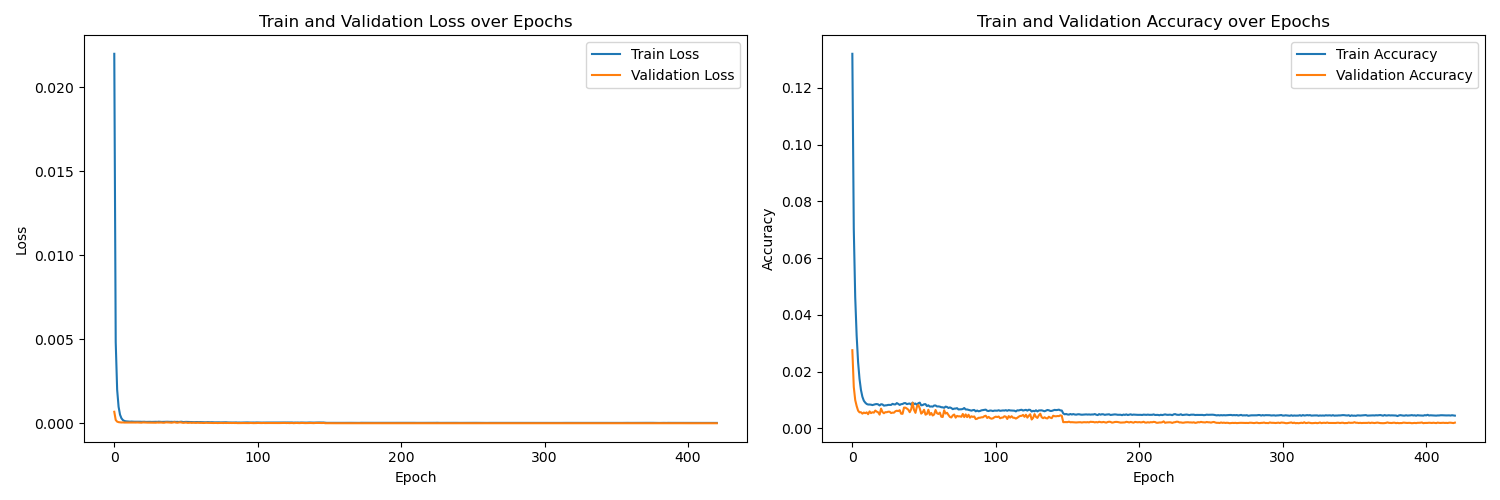 Train and Validation Loss over Epochs
Train Loss
Validation Loss
0.020
0.015
0.010
0.005
0.000
Loss
0
100
200
300
400
Epoch
Train and Validation Accuracy over Epochs
Train Accuracy
Validation Accuracy
0.12
0.10
0.08
0.06
0.04
0.02
0.00
Accuracy
0
100
200
300
400
Epoch